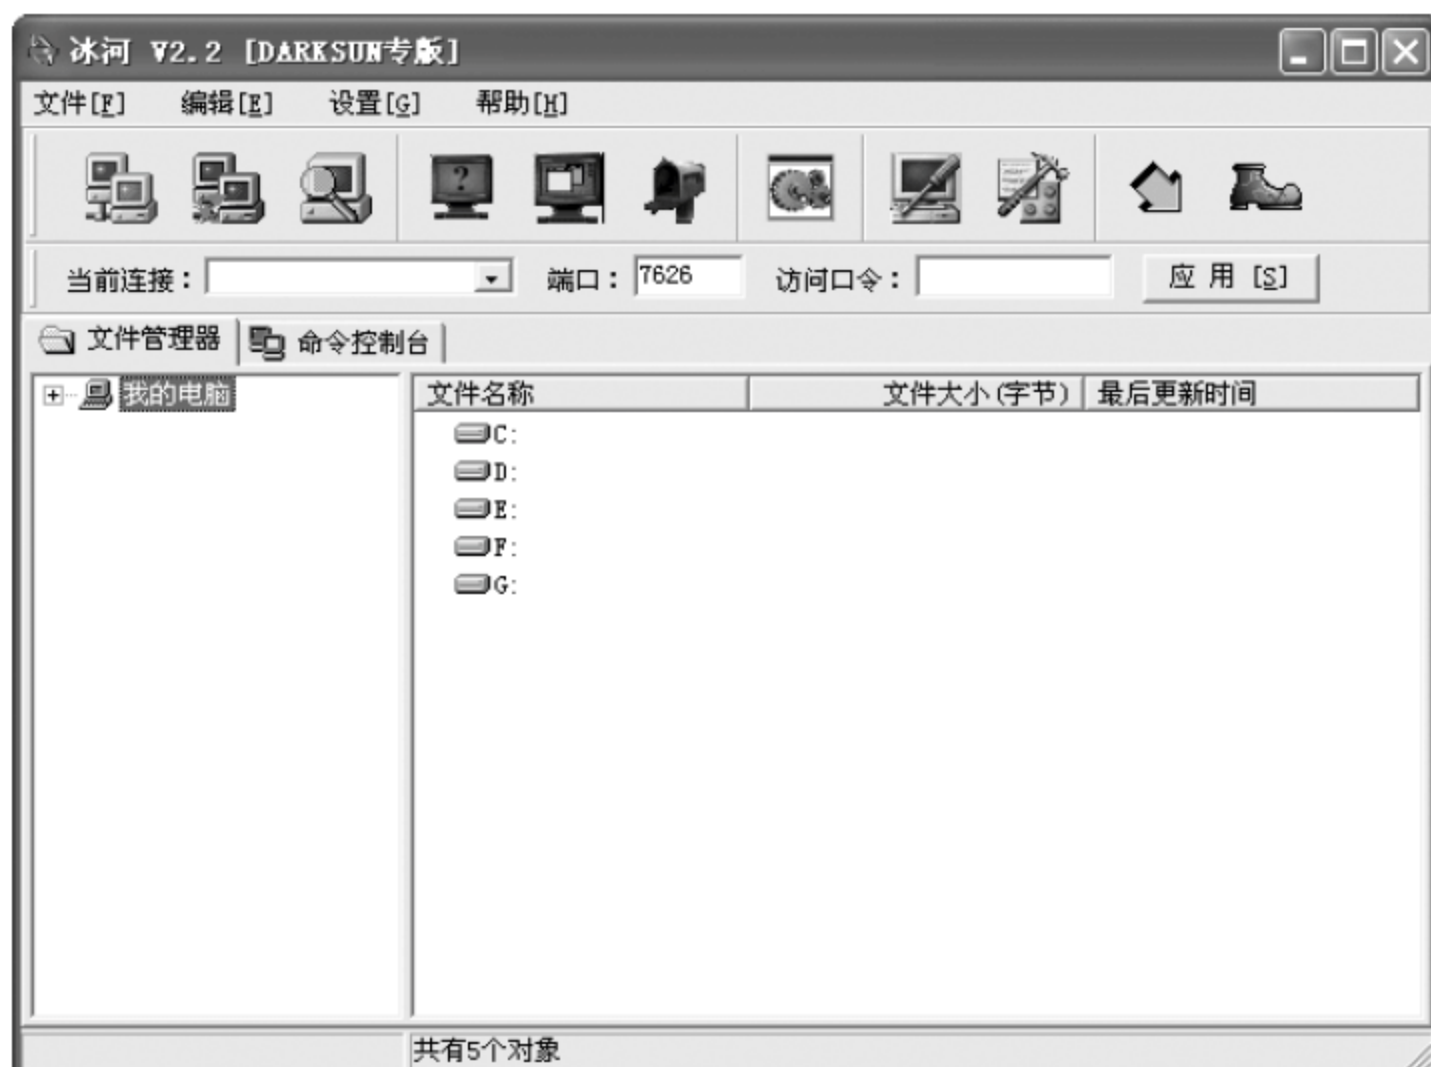 冰河 V2.2 [DARKSUN专版]
文件[F] 编辑[E] 设置[G] 帮助[H]
?
当前连接： 端口： 7626 访问口令： 应 用 [S]
文件管理器 命令控制台
我的电脑 文件名称 文件大小(字节) 最后更新时间
C:
D:
E:
F:
G:
共有5个对象